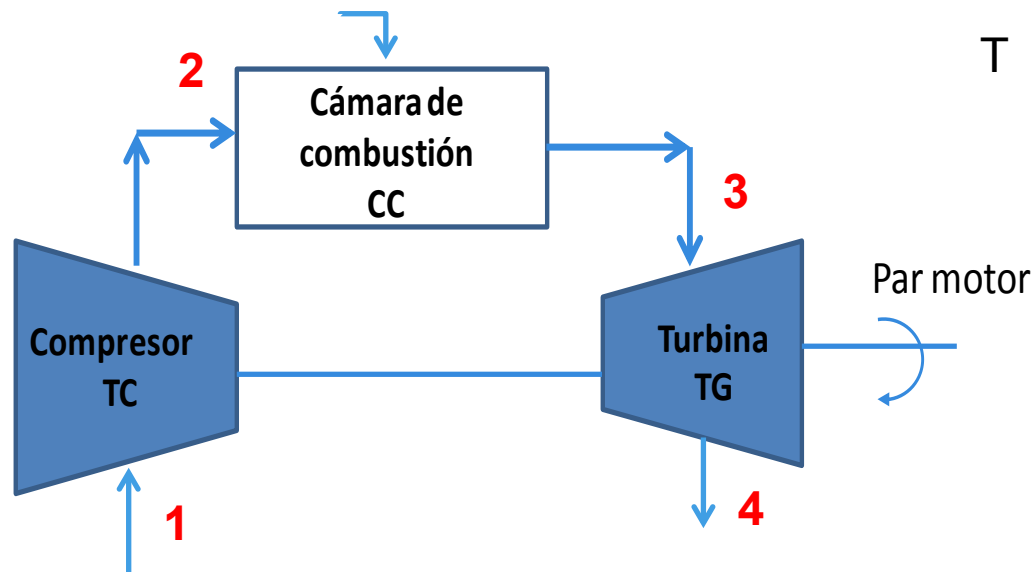 T
2
Cámara de
combustión
CC
3
Par motor
Compresor
TC
Turbina
TG
1
4